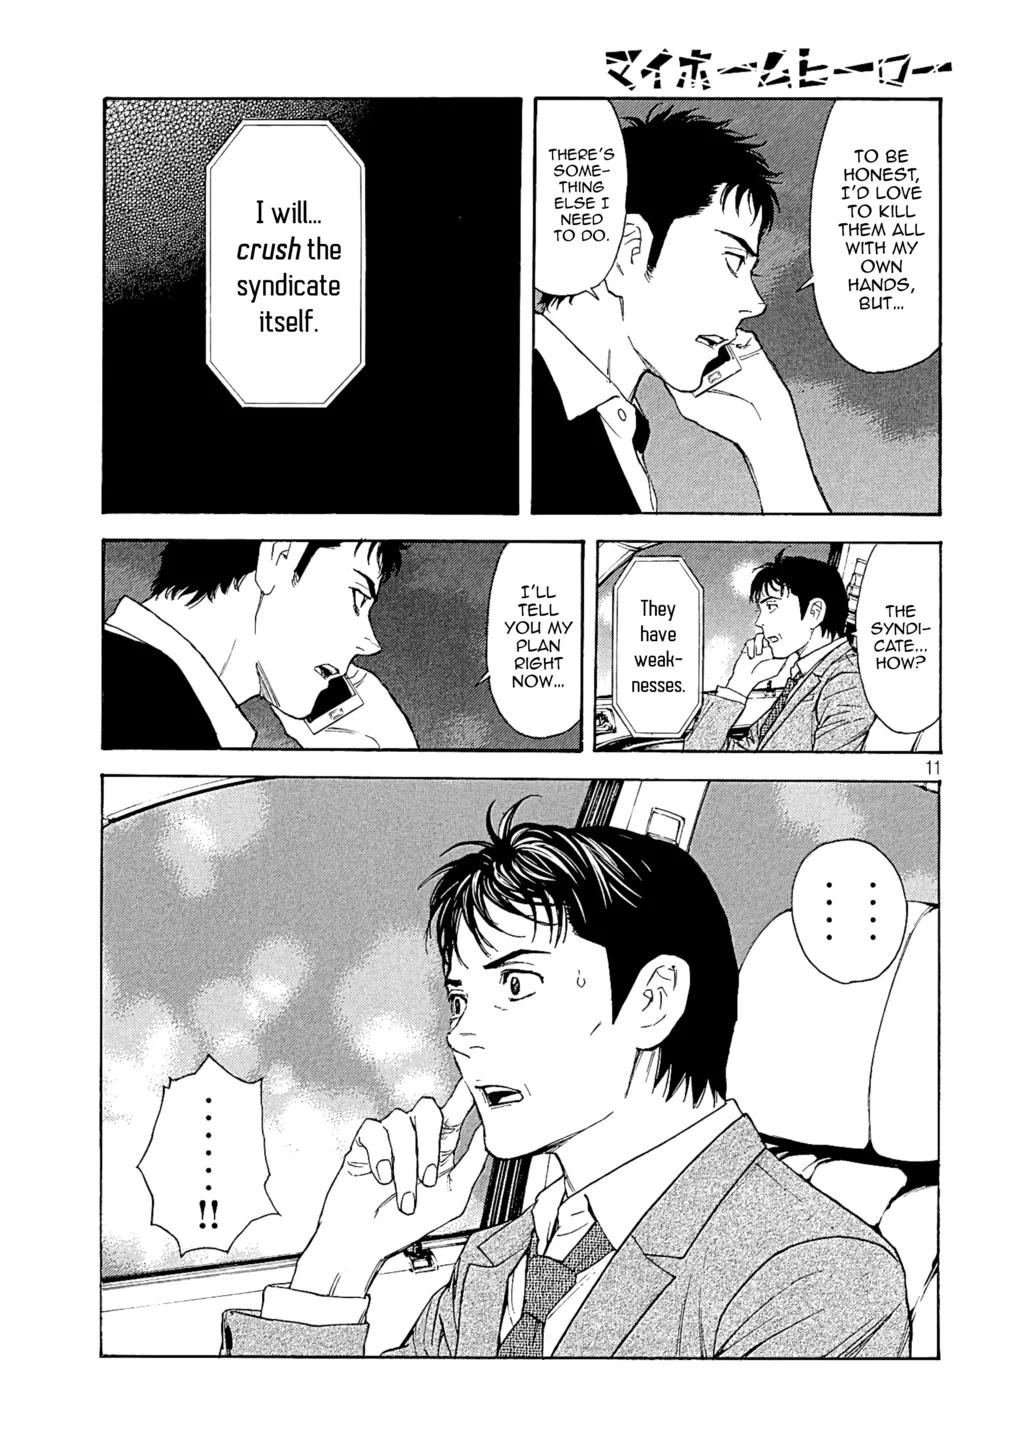 マイホームヒーロー
TO BE
HONEST,
I'D LOVE
TO KILL
THEM ALL
WITH MY
OWN
HANDS,
BUT...
THERE'S
SOME-
THING
ELSE I
NEED
TO DO.
I will...
crush the
syndicate
itself.
THE
SYNDI-
CATE...
HOW?
They
have
weak-
nesses.
I'LL
TELL
YOU MY
PLAN
RIGHT
NOW...
11
........
......!!